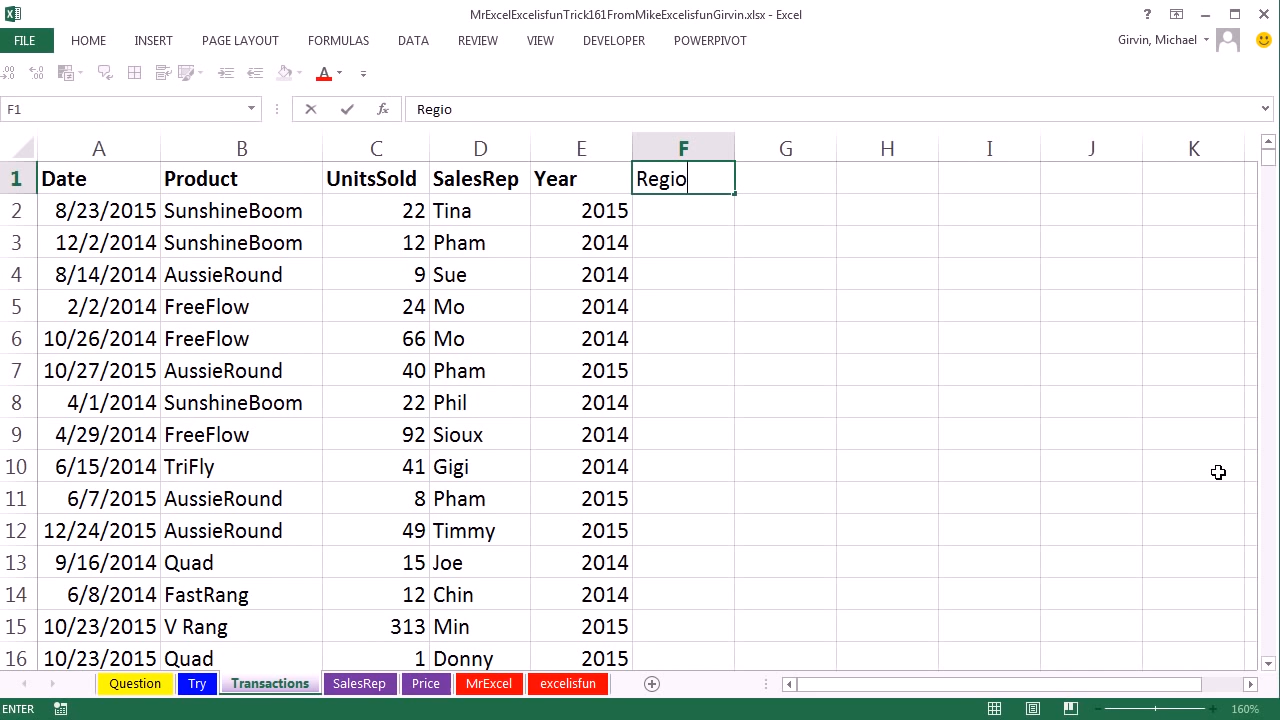 MrExcelExcelisfunTrick161FromMikeExcelisfunGirvin.xlsx - Excel
?
FILE HOME INSERT PAGE LAYOUT FORMULAS DATA REVIEW VIEW DEVELOPER POWERPIVOT Girvin, Michael
F1 fx Regio
A B C D E F G H I J K
1 Date Product UnitsSold SalesRep Year Regio
2 8/23/2015 SunshineBoom 22 Tina 2015
3 12/2/2014 SunshineBoom 12 Pham 2014
4 8/14/2014 AussieRound 9 Sue 2014
5 2/2/2014 FreeFlow 24 Mo 2014
6 10/26/2014 FreeFlow 66 Mo 2014
7 10/27/2015 AussieRound 40 Pham 2015
8 4/1/2014 SunshineBoom 22 Phil 2014
9 4/29/2014 FreeFlow 92 Sioux 2014
10 6/15/2014 TriFly 41 Gigi 2014
11 6/7/2015 AussieRound 8 Pham 2015
12 12/24/2015 AussieRound 49 Timmy 2015
13 9/16/2014 Quad 15 Joe 2014
14 6/8/2014 FastRang 12 Chin 2014
15 10/23/2015 V Rang 313 Min 2015
16 10/23/2015 Quad 1 Donny 2015
Question Try Transactions SalesRep Price MrExcel excelisfun
ENTER 160%